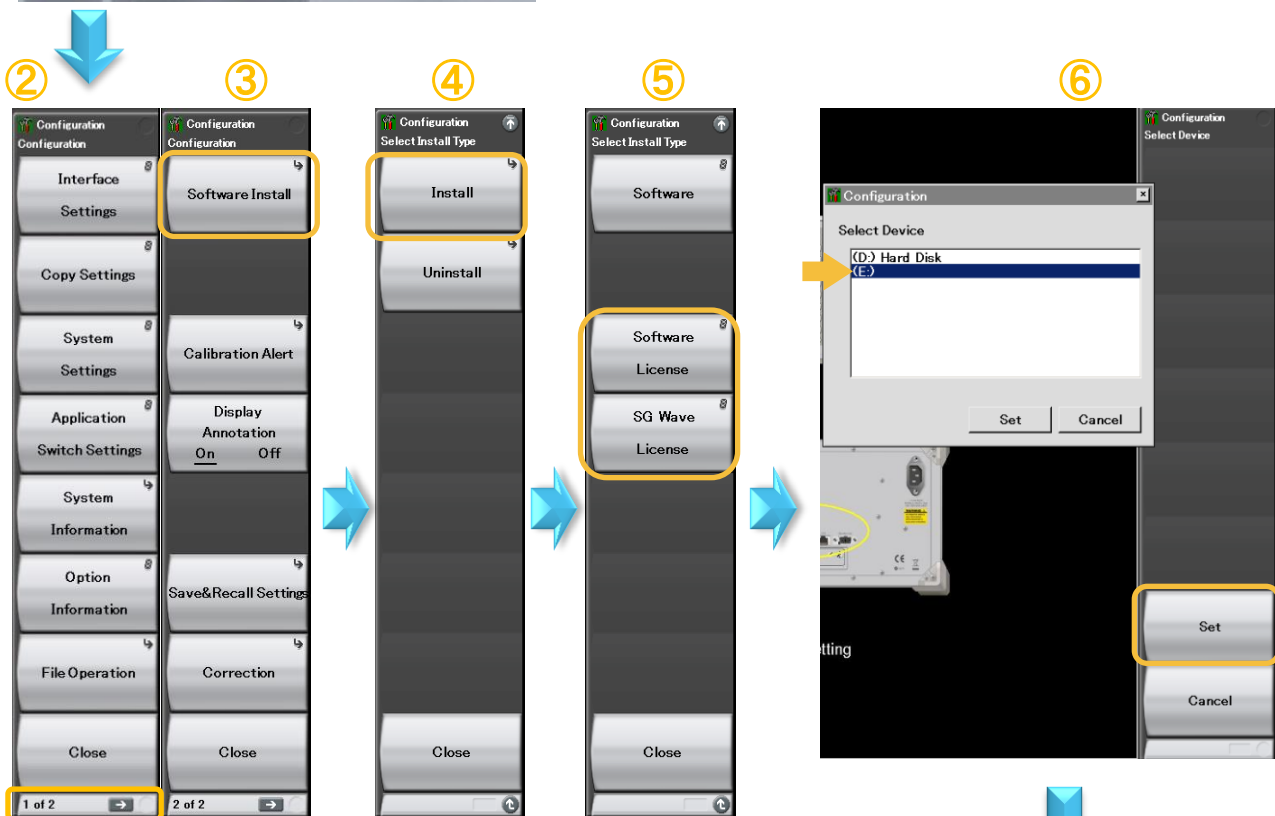 ②
③
④
⑤
⑥
Configuration
Configuration
Interface
Settings
Copy Settings
System
Settings
Application
Switch Settings
System
Information
Option
Information
File Operation
Close
1 of 2
Configuration
Configuration
Software Install
Calibration Alert
Display
Annotation
On Off
Save&Recall Settings
Correction
Close
2 of 2
Configuration
Select Install Type
Install
Uninstall
Close
Configuration
Select Install Type
Software
Software
License
SG Wave
License
Close
Configuration
Select Device
(D:) Hard Disk
(E:)
Set Cancel
CE
tting
Configuration
Select Device
Set
Cancel